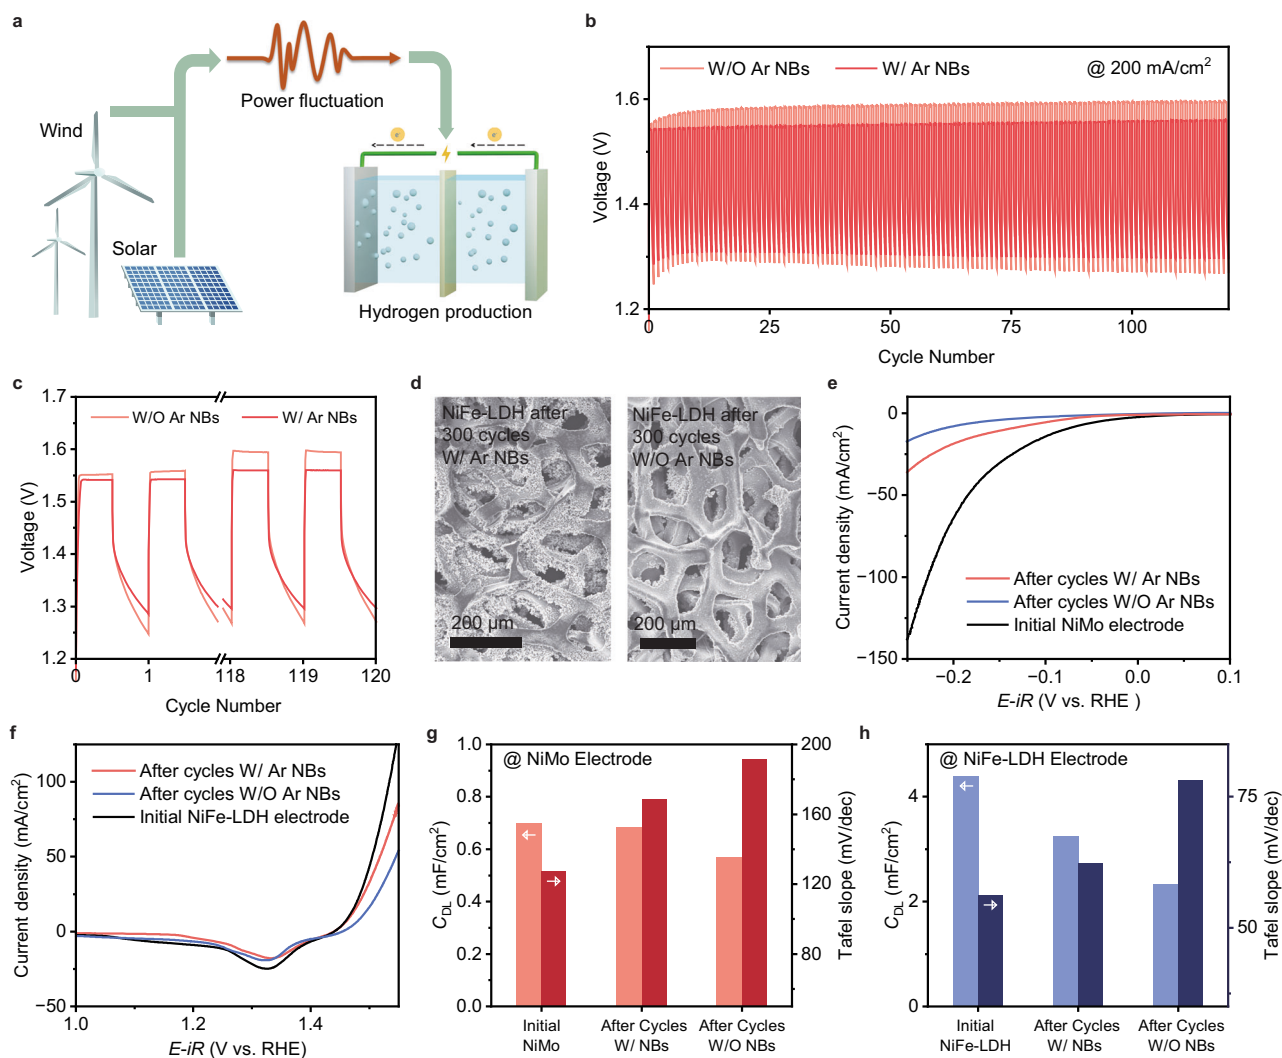 a
Wind
Solar
Power fluctuation
e⁻
e⁻
Hydrogen production
b
W/O Ar NBs
W/ Ar NBs
@ 200 mA/cm²
Voltage (V)
1.6
1.4
1.2
0
25
50
75
100
Cycle Number
c
W/O Ar NBs
W/ Ar NBs
Voltage (V)
1.7
1.6
1.5
1.4
1.3
1.2
0
1
118
119
120
Cycle Number
d
NiFe-LDH after
300 cycles
W/ Ar NBs
200 μm
NiFe-LDH after
300 cycles
W/O Ar NBs
200 μm
e
Current density (mA/cm²)
0
−50
−100
−150
After cycles W/ Ar NBs
After cycles W/O Ar NBs
Initial NiMo electrode
−0.2
−0.1
0.0
0.1
E-iR (V vs. RHE )
f
Current density (mA/cm²)
100
50
0
−50
After cycles W/ Ar NBs
After cycles W/O Ar NBs
Initial NiFe-LDH electrode
1.0
1.2
1.4
E-iR (V vs. RHE)
g
@ NiMo Electrode
C_DL (mF/cm²)
1.0
0.8
0.6
0.4
0.2
0.0
Tafel slope (mV/dec)
200
160
120
80
Initial
NiMo
After Cycles
W/ NBs
After Cycles
W/O NBs
h
@ NiFe-LDH Electrode
C_DL (mF/cm²)
4
2
0
Tafel slope (mV/dec)
75
50
Initial
NiFe-LDH
After Cycles
W/ NBs
After Cycles
W/O NBs